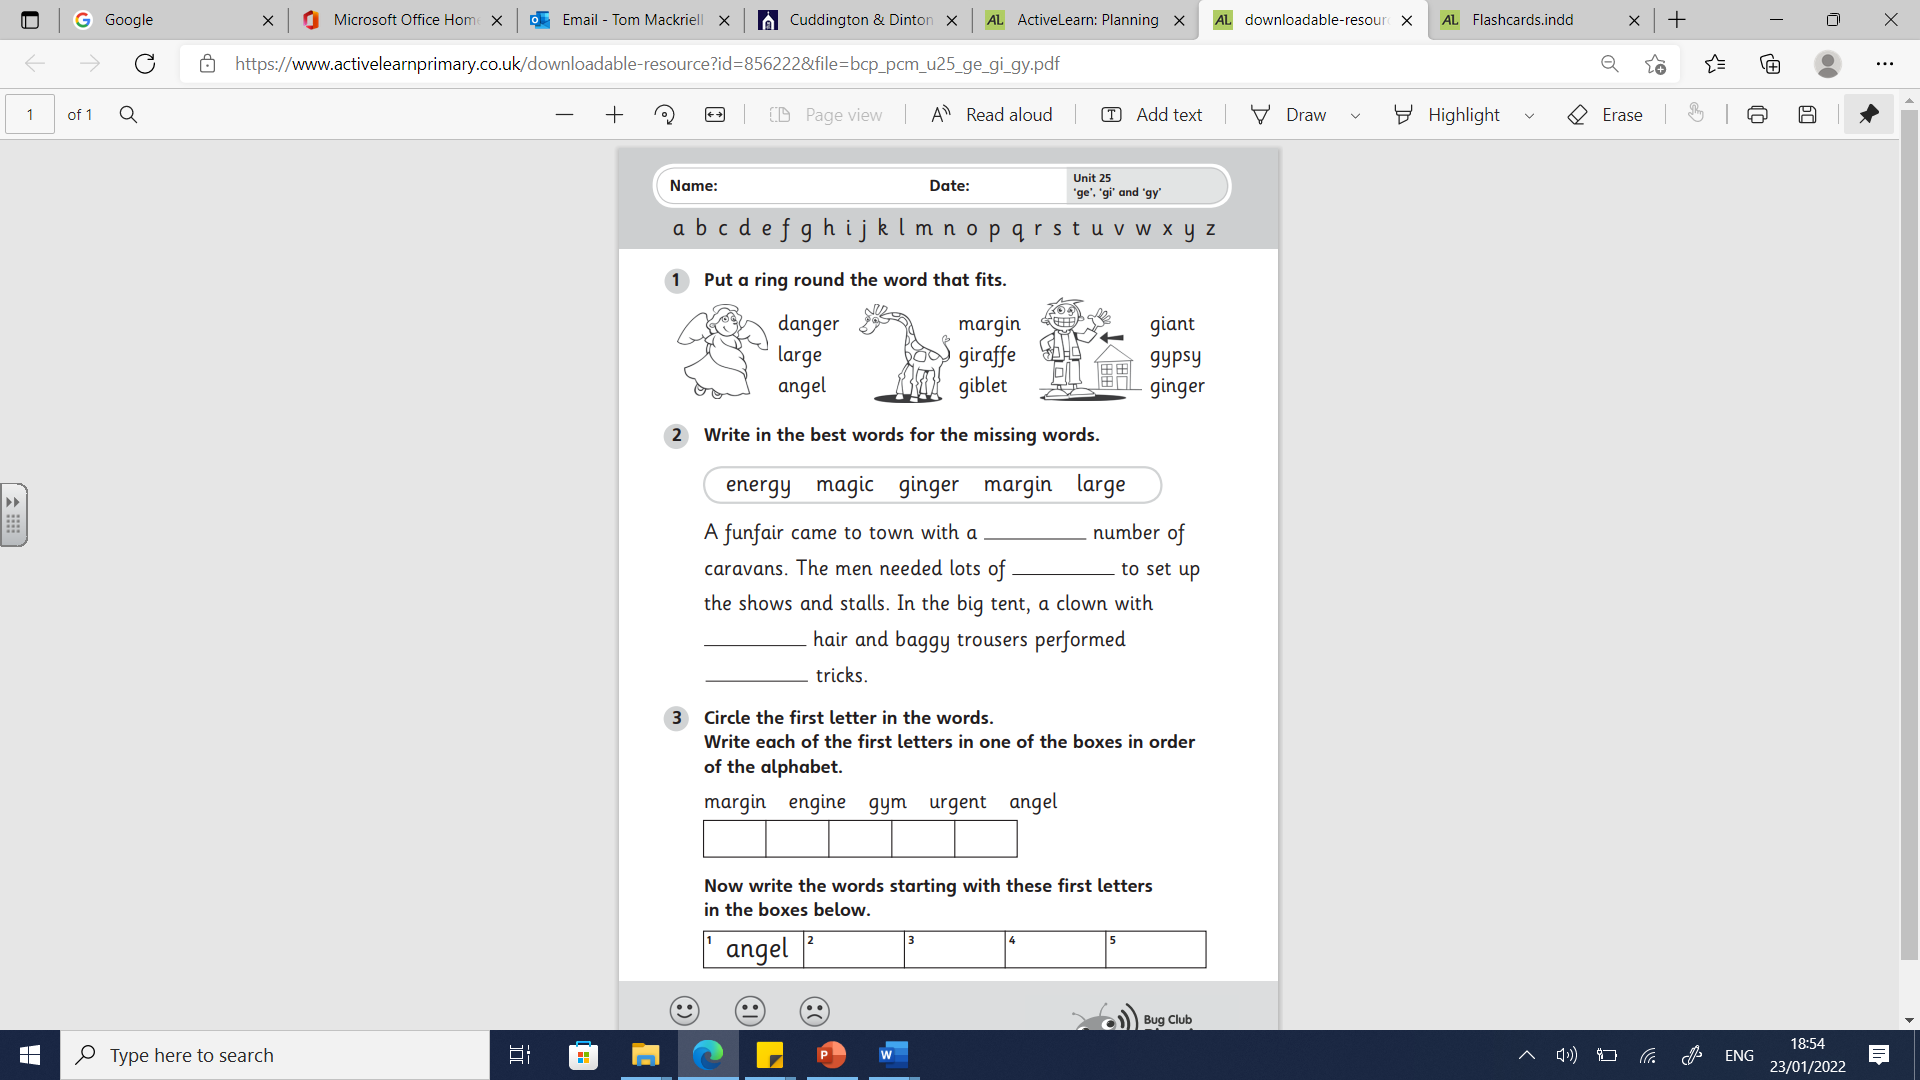 Google
Microsoft Office Hom
Email - Tom Mackriell
Cuddington & Dinton
ActiveLearn: Planning
downloadable-resour
Flashcards.indd
https://www.activelearnprimary.co.uk/downloadable-resource?id=856222&file=bcp_pcm_u25_ge_gi_gy.pdf
1 of 1
Page view
Read aloud
Add text
Draw
Highlight
Erase
Name: Date:
Unit 25
‘ge’, ‘gi’ and ‘gy’
a b c d e f g h i j k l m n o p q r s t u v w x y z
1 Put a ring round the word that fits.
danger
large
angel
margin
giraffe
giblet
giant
gypsy
ginger
2 Write in the best words for the missing words.
energy magic ginger margin large
A funfair came to town with a __________ number of
caravans. The men needed lots of __________ to set up
the shows and stalls. In the big tent, a clown with
__________ hair and baggy trousers performed
__________ tricks.
3 Circle the first letter in the words.
Write each of the first letters in one of the boxes in order
of the alphabet.
margin engine gym urgent angel
Now write the words starting with these first letters
in the boxes below.
1 angel 2 3 4 5
Bug Club
Type here to search
ENG
18:54
23/01/2022